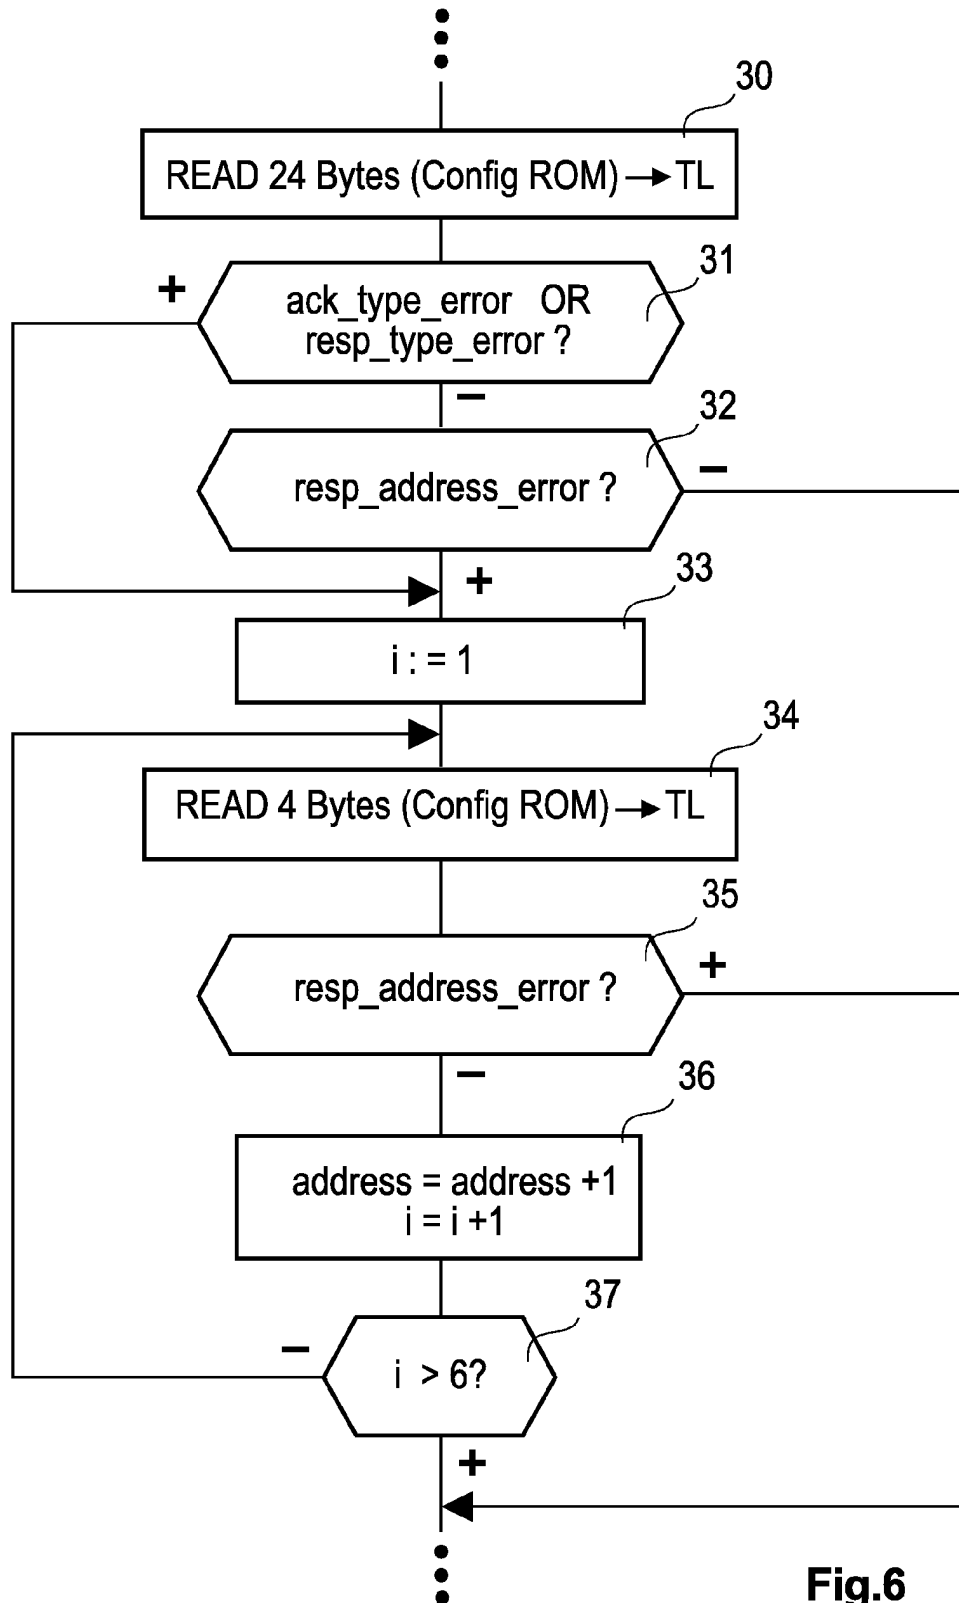 30
READ 24 Bytes (Config ROM) → TL
31
+
ack_type_error OR
resp_type_error ?
−
32
−
resp_address_error ?
+
33
i : = 1
34
READ 4 Bytes (Config ROM) → TL
35
+
resp_address_error ?
−
36
address = address +1
i = i +1
37
−
i > 6?
+
Fig.6